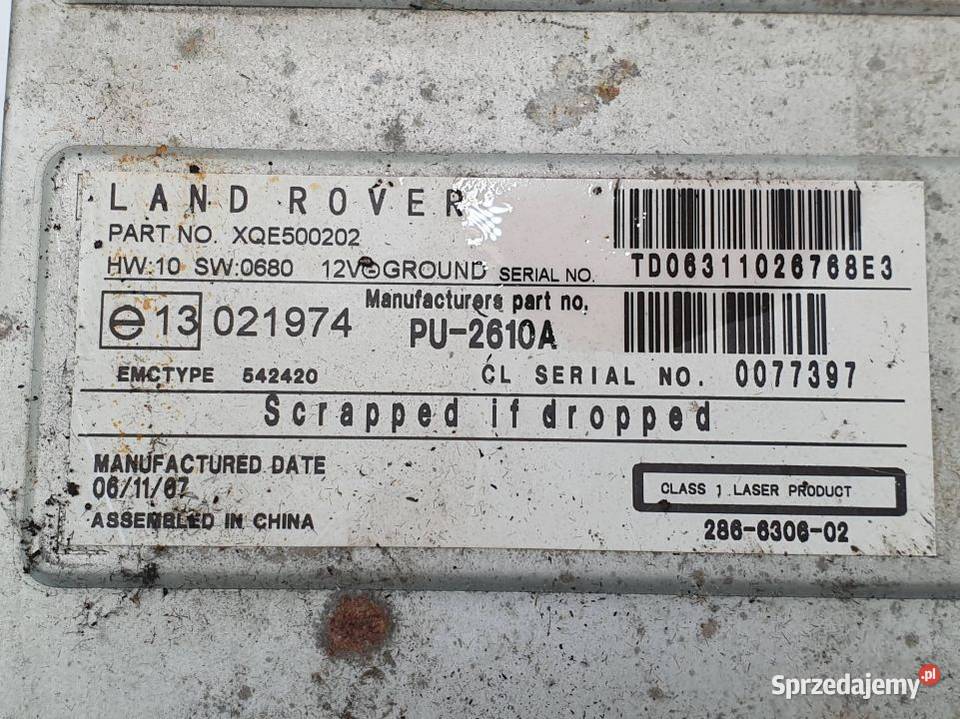 LAND ROVER
PART NO. XQE500202
HW:10 SW:0680 12V⊖GROUND SERIAL NO. TD06311026768E3
e13 021974 Manufacturers part no.
PU-2610A
EMCTYPE 542420 CL SERIAL NO. 0077397
Scrapped if dropped
MANUFACTURED DATE
06/11/07
ASSEMBLED IN CHINA
CLASS 1 LASER PRODUCT
286-6306-02
Sprzedajemy.pl